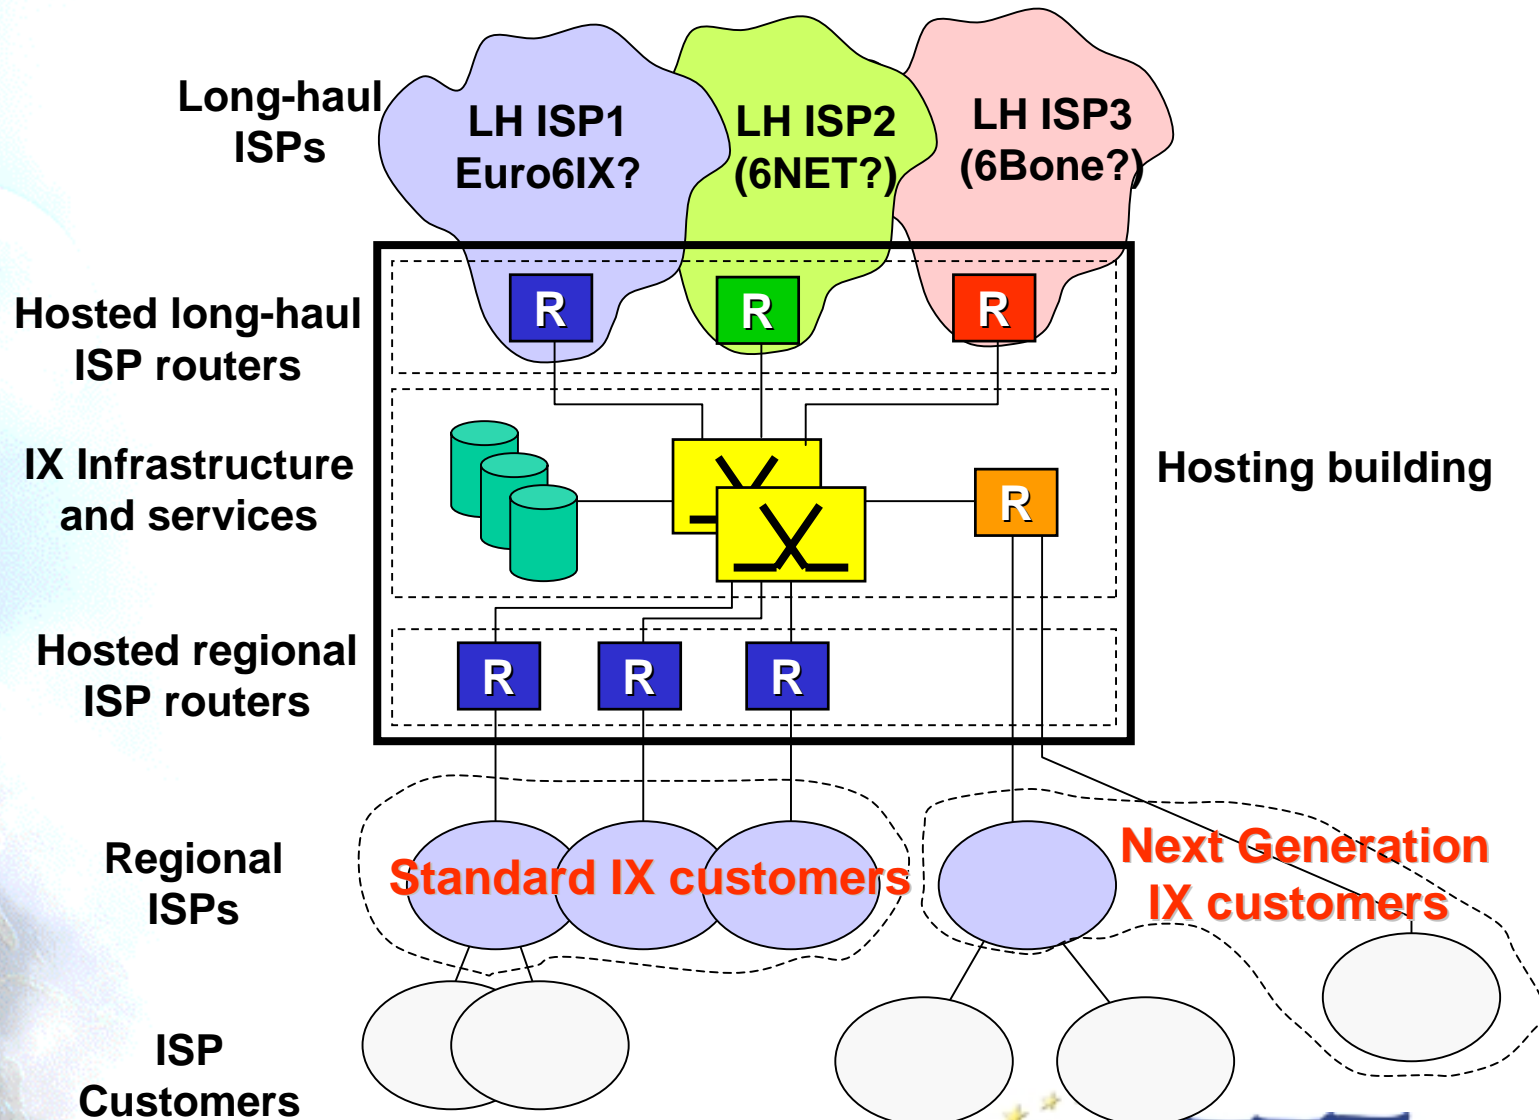 Long-haul
ISPs
LH ISP1
Euro6IX?
LH ISP2
(6NET?)
LH ISP3
(6Bone?)
Hosted long-haul
ISP routers
R
R
R
IX Infrastructure
and services
R
Hosting building
Hosted regional
ISP routers
R
R
R
Regional
ISPs
Standard IX customers
Next Generation
IX customers
ISP
Customers